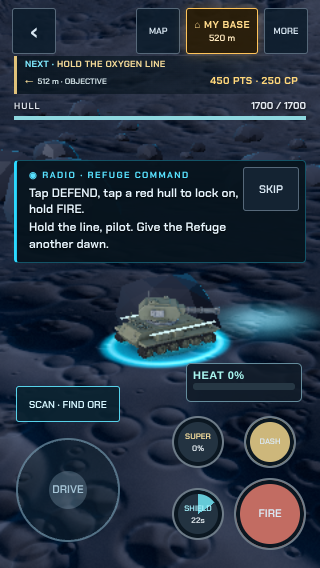 ‹
MAP
⌂ MY BASE
520 m
MORE
NEXT · HOLD THE OXYGEN LINE
← 512 m · OBJECTIVE
450 PTS · 250 CP
HULL
1700 / 1700
◉ RADIO · REFUGE COMMAND
Tap DEFEND, tap a red hull to lock on,
hold FIRE.
Hold the line, pilot. Give the Refuge
another dawn.
SKIP
HEAT 0%
SCAN · FIND ORE
SUPER
0%
DASH
DRIVE
SHIELD
22s
FIRE